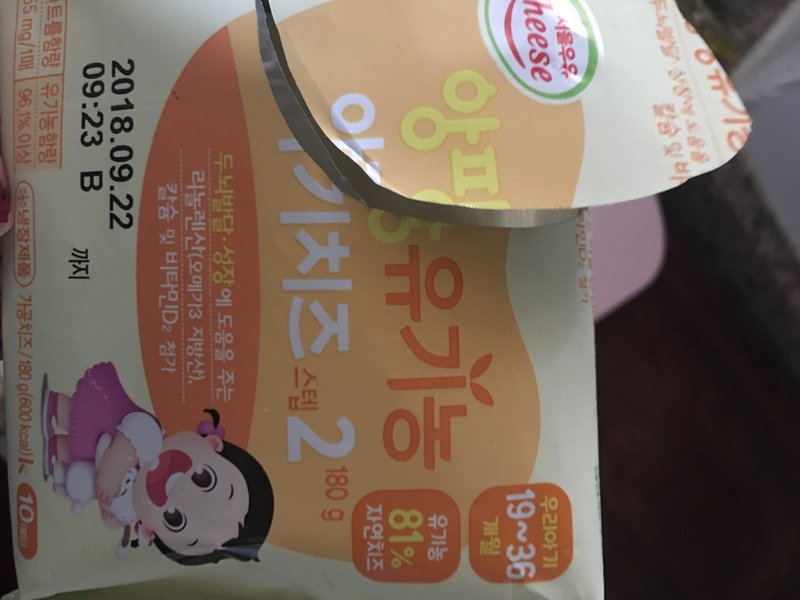 서울우유
Cheese
앙팡
유기농
아기치즈
스텝 2
180 g
두뇌발달·성장에 도움을 주는
리놀렌산(오메가3 지방산),
칼슘 및 비타민D₂ 첨가
우리아기
19~36
개월
유기농
81%
자연치즈
2018.09.22
09:23 B
까지
유기농함량
96.1% 이상
냉장제품
가공치즈/180 g(600 kcal)